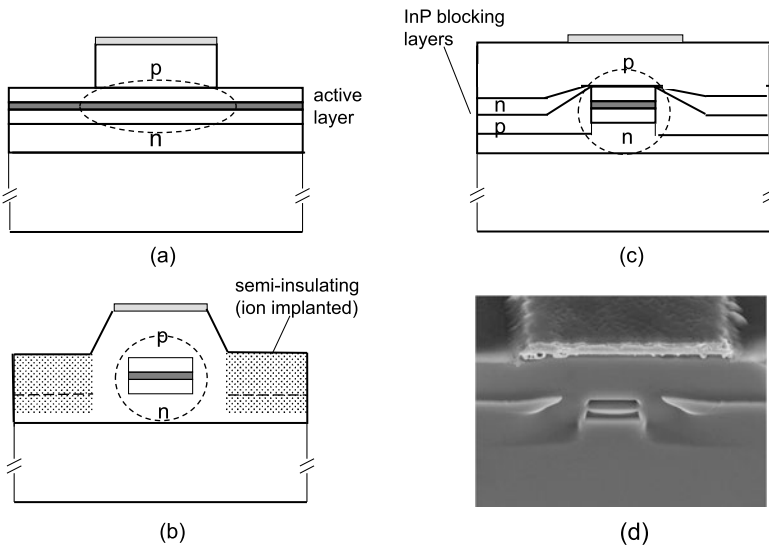 p
active
layer
n
(a)
InP blocking
layers
p
n
p
n
(c)
semi-insulating
(ion implanted)
p
n
(b)
(d)